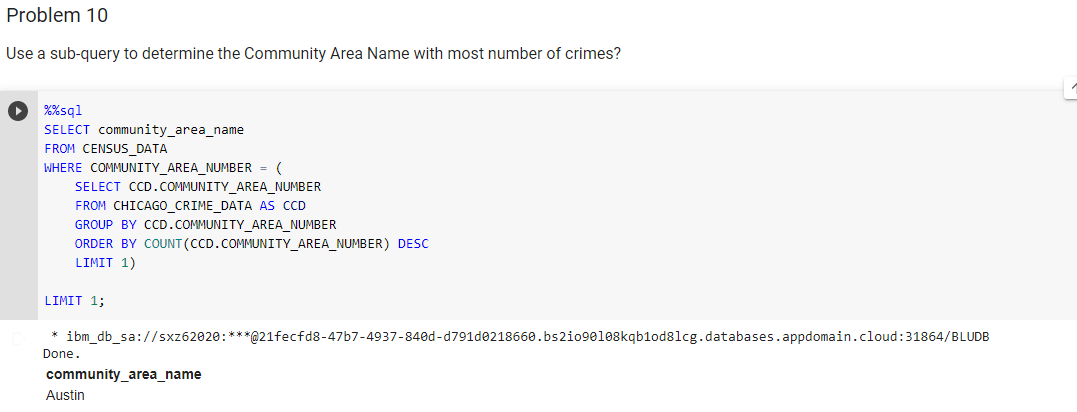 Problem 10
Use a sub-query to determine the Community Area Name with most number of crimes?
%%sql
SELECT community_area_name
FROM CENSUS_DATA
WHERE COMMUNITY_AREA_NUMBER = (
SELECT CCD.COMMUNITY_AREA_NUMBER
FROM CHICAGO_CRIME_DATA AS CCD
GROUP BY CCD.COMMUNITY_AREA_NUMBER
ORDER BY COUNT(CCD.COMMUNITY_AREA_NUMBER) DESC
LIMIT 1)
LIMIT 1;
* ibm_db_sa://sxz62020:***@21fecfd8-47b7-4937-840d-d791d0218660.bs2io90l08kqb1od8lcg.databases.appdomain.cloud:31864/BLUDB
Done.
community_area_name
Austin